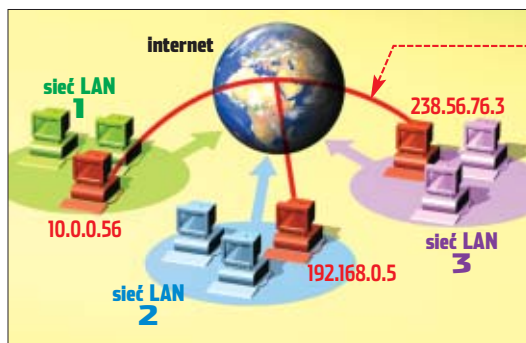 internet
sieć LAN
1
238.56.76.3
10.0.0.56
192.168.0.5
sieć LAN
3
sieć LAN
2